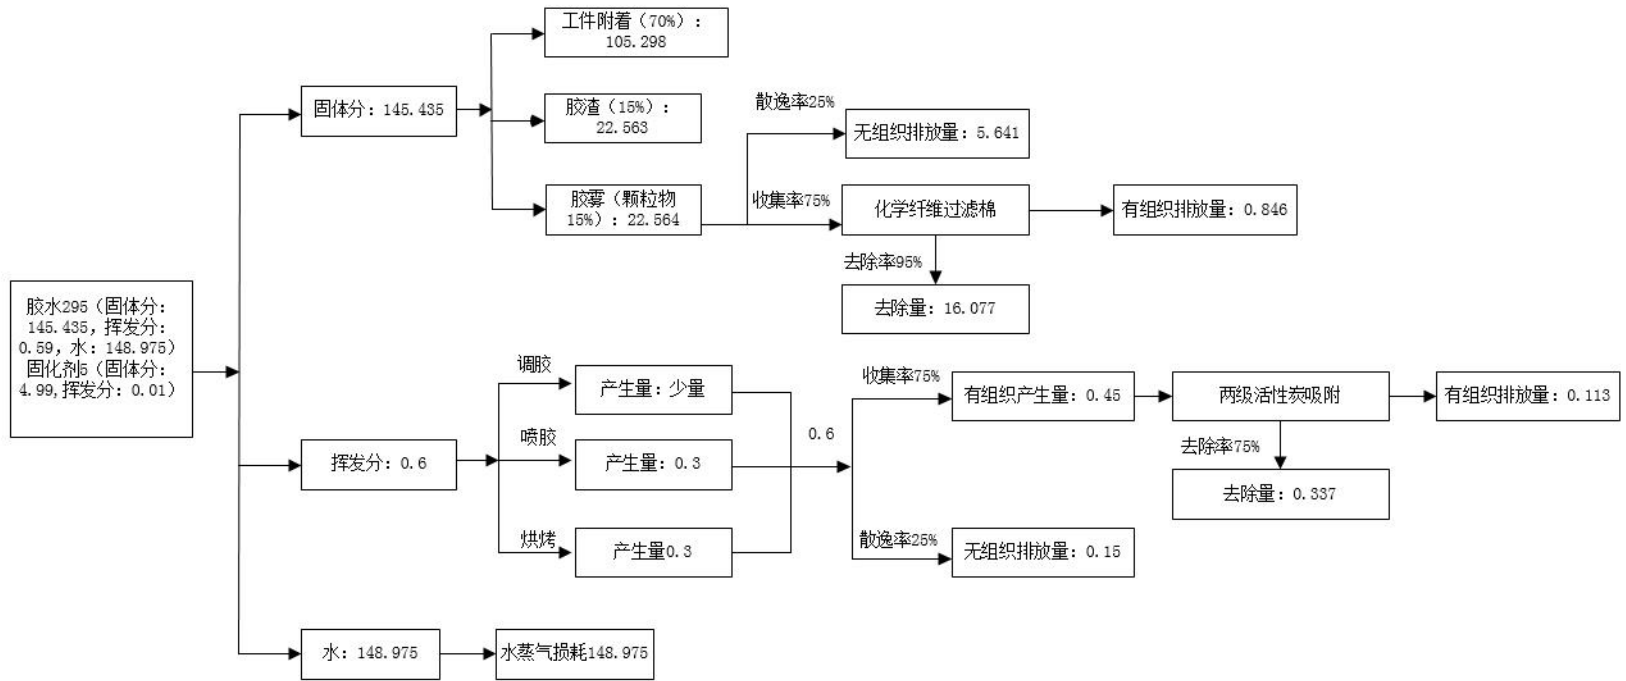 工件附着（70%）：
105.298
固体分：145.435
胶渣（15%）：
22.563
散逸率25%
无组织排放量：5.641
胶雾（颗粒物
15%）：22.564
收集率75%
化学纤维过滤棉
有组织排放量：0.846
去除率95%
去除量：16.077
胶水295（固体分：
145.435，挥发分：
0.59，水：148.975）
固化剂5（固体分：
4.99,挥发分：0.01）
调胶
产生量：少量
喷胶
挥发分：0.6
产生量：0.3
烘烤
产生量0.3
0.6
收集率75%
有组织产生量：0.45
两级活性炭吸附
有组织排放量：0.113
去除率75%
去除量：0.337
散逸率25%
无组织排放量：0.15
水：148.975
水蒸气损耗148.975